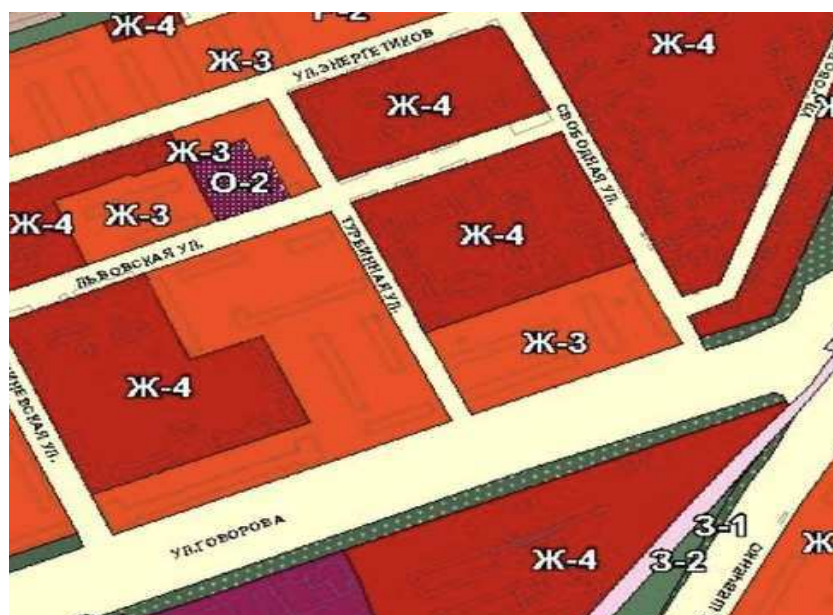 Ж-4
Ж-3
УЛ.ЭНЕРГЕТИКОВ
Ж-4
Ж-4
Ж-3
О-2
СВОБОДНАЯ УЛ.
Ж-4
Ж-3
ЛЬВОВСКАЯ УЛ.
ТУРБИННАЯ УЛ.
Ж-4
Ж-3
Ж-4
УЛ.ГОВОРОВА
Ж-4
З-1
З-2